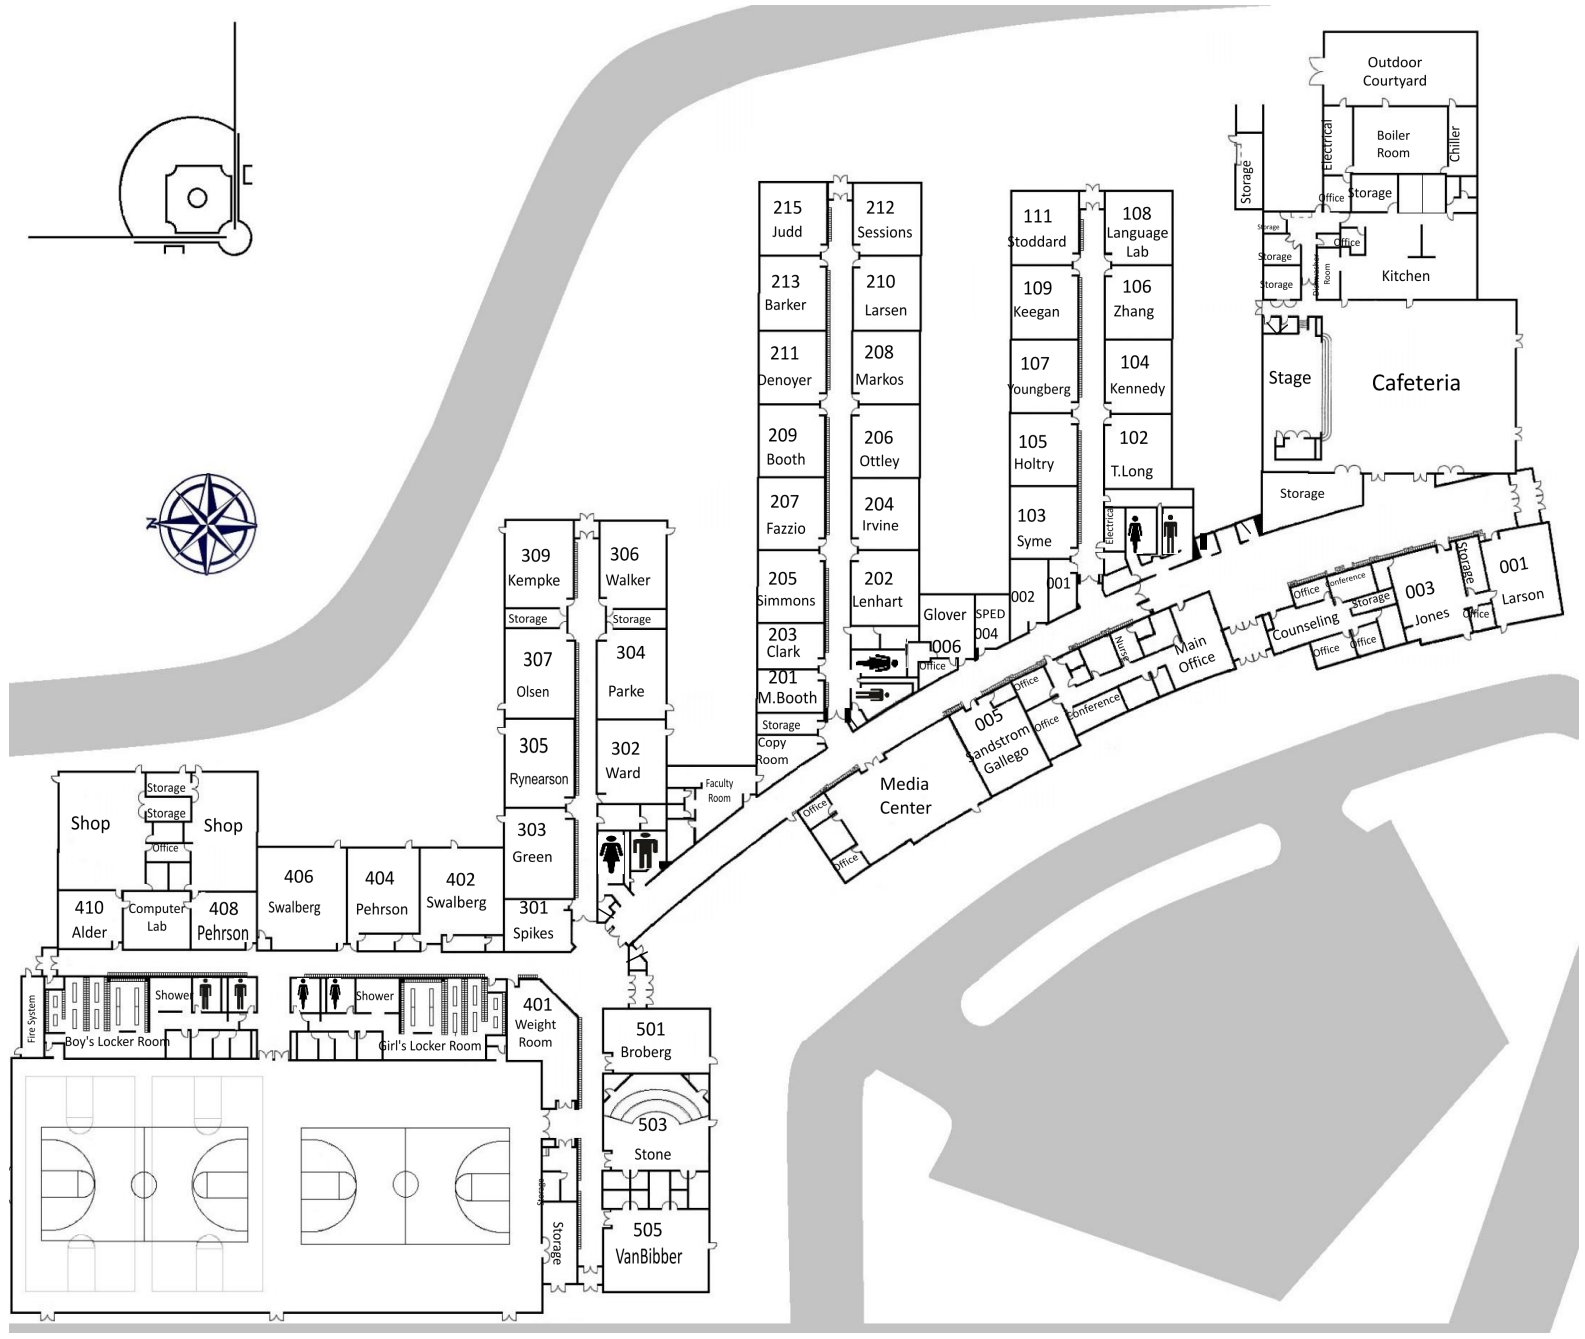 Outdoor
Courtyard
Electrical
Boiler
Room
Chiller
Storage
Office
Storage
Storage
Office
Storage
Storage
Room
Kitchen
Stage
Cafeteria
Storage
N
215
Judd
212
Sessions
213
Barker
210
Larsen
211
Denoyer
208
Markos
209
Booth
206
Ottley
207
Fazzio
204
Irvine
205
Simmons
202
Lenhart
203
Clark
201
M.Booth
Storage
Copy
Room
Glover
006
Office
SPED
004
111
Stoddard
108
Language
Lab
109
Keegan
106
Zhang
107
Youngberg
104
Kennedy
105
Holtry
102
T.Long
103
Syme
Electrical
002
001
309
Kempke
306
Walker
Storage
Storage
307
Olsen
304
Parke
305
Rynearson
302
Ward
303
Green
301
Spikes
Faculty
Room
001
Larson
Storage
Office
003
Jones
Office
Conference
Storage
Counseling
Office
Office
Main
Office
Nurse
Conference
Office
Office
005
Sandstrom
Gallego
Media
Center
Office
Office
Shop
Storage
Storage
Office
Shop
410
Alder
Computer
Lab
408
Pehrson
406
Swalberg
404
Pehrson
402
Swalberg
Fire System
Shower
Boy's Locker Room
Shower
Girl's Locker Room
401
Weight
Room
501
Broberg
503
Stone
505
VanBibber
Storage
Storage